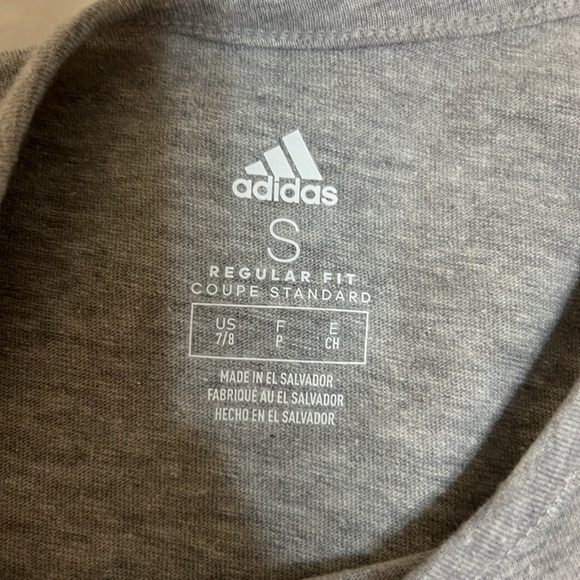 adidas
S
REGULAR FIT
COUPE STANDARD
US F E
7/8 P CH
MADE IN EL SALVADOR
FABRIQUÉ AU EL SALVADOR
HECHO EN EL SALVADOR